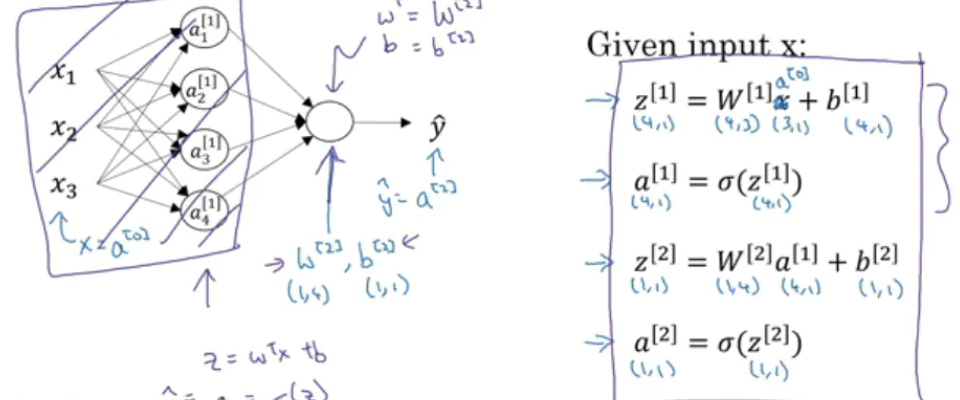 wᵀ = W[2]
b = b[2]
x₁
x₂
x₃
a₁[1]
a₂[1]
a₃[1]
a₄[1]
ŷ
ŷ = a[2]
x = a[0]
→ W[2], b[2] ←
(1,4) (1,1)
z = wᵀx + b
Given input x:
a[0]
→ z[1] = W[1]x + b[1]
(4,1) (4,3) (3,1) (4,1)
→ a[1] = σ(z[1])
(4,1) (4,1)
→ z[2] = W[2]a[1] + b[2]
(1,1) (1,4) (4,1) (1,1)
→ a[2] = σ(z[2])
(1,1) (1,1)